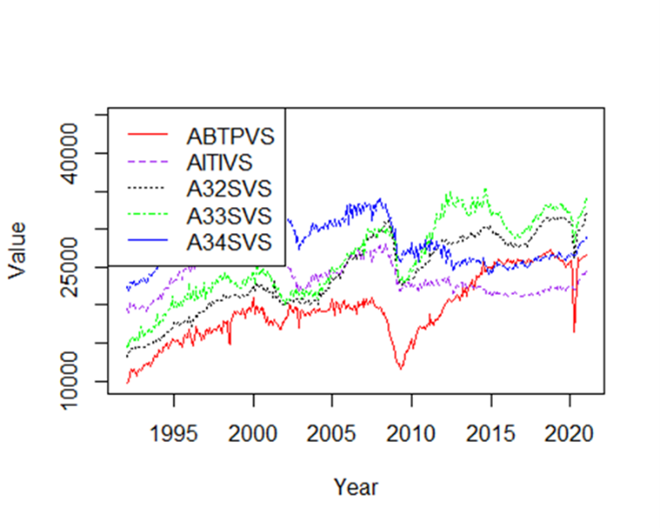 ABTPVS
AITIVS
A32SVS
A33SVS
A34SVS
Value
10000
25000
40000
1995
2000
2005
2010
2015
2020
Year